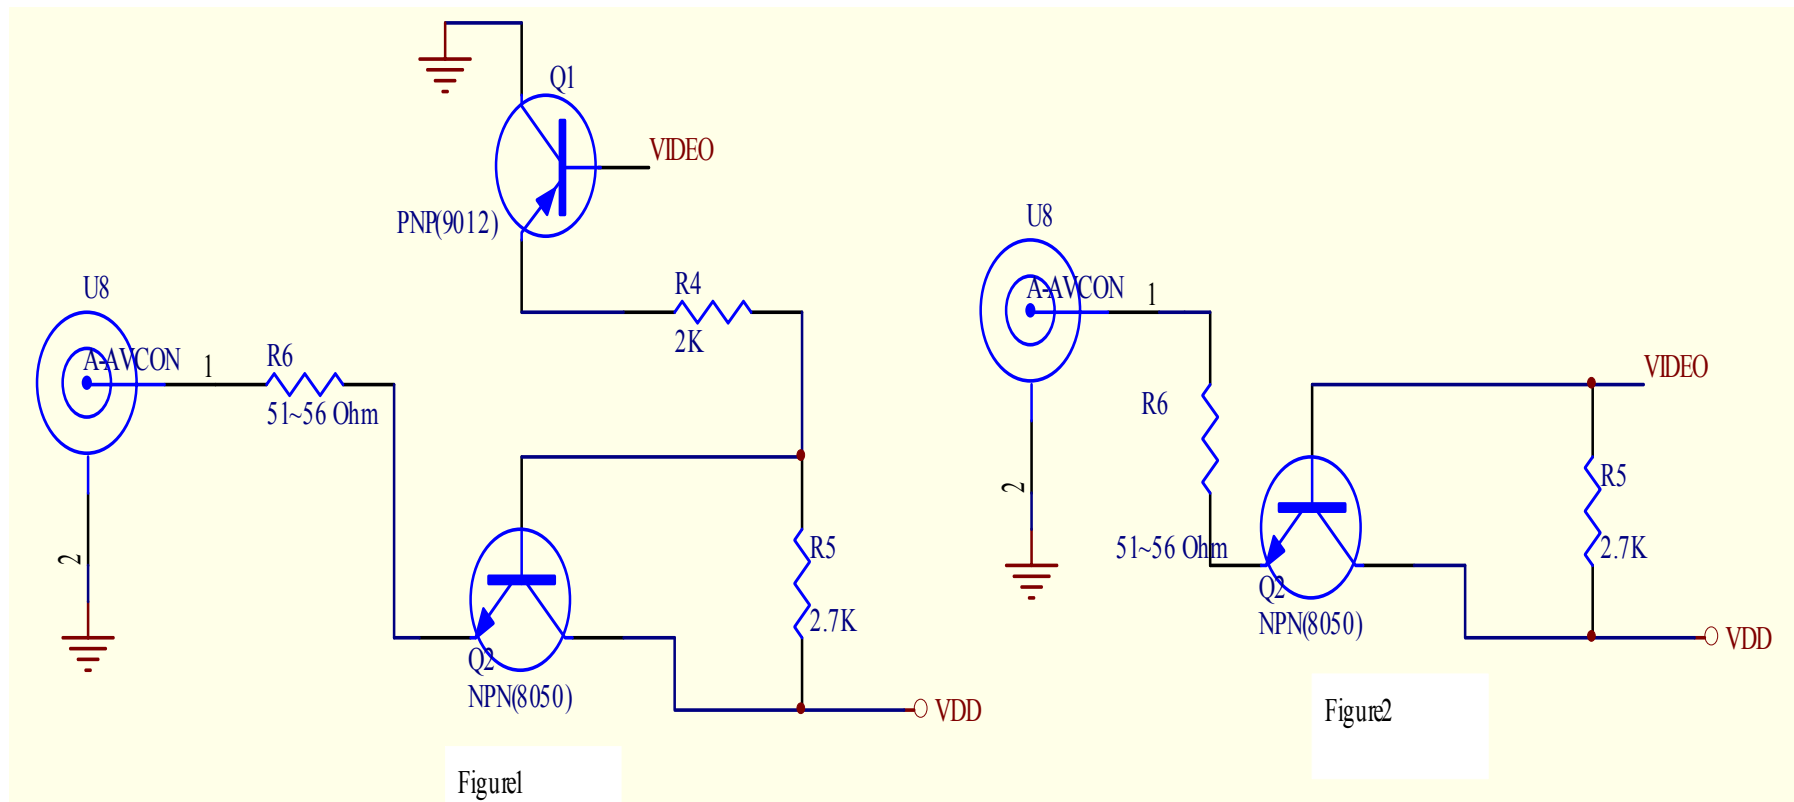 Q1
VIDEO
PNP(9012)
U8
A-AVCON
1
2
R6
51~56 Ohm
R4
2K
R5
2.7K
Q2
NPN(8050)
VDD
Figure1
U8
A-AVCON
1
2
R6
51~56 Ohm
VIDEO
R5
2.7K
Q2
NPN(8050)
VDD
Figure2